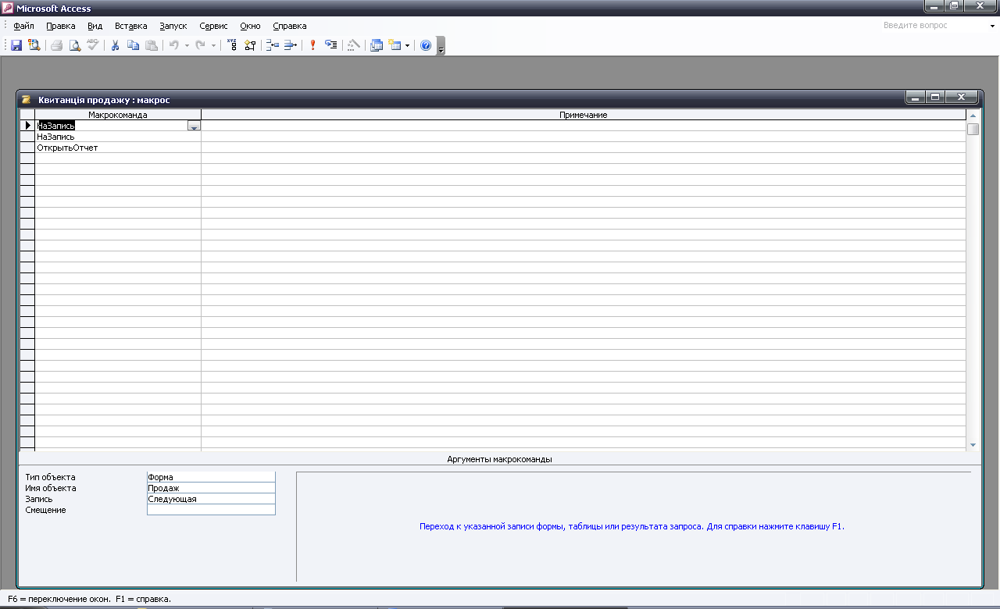 Microsoft Access
Файл Правка Вид Вставка Запуск Сервис Окно Справка Введите вопрос
Квитанція продажу : макрос
Макрокоманда Примечание
НаЗапись
НаЗапись
ОткрытьОтчет
Аргументы макрокоманды
Тип объекта Форма
Имя объекта Продаж
Запись Следующая
Смещение
Переход к указанной записи формы, таблицы или результата запроса. Для справки нажмите клавишу F1.
F6 = переключение окон. F1 = справка.